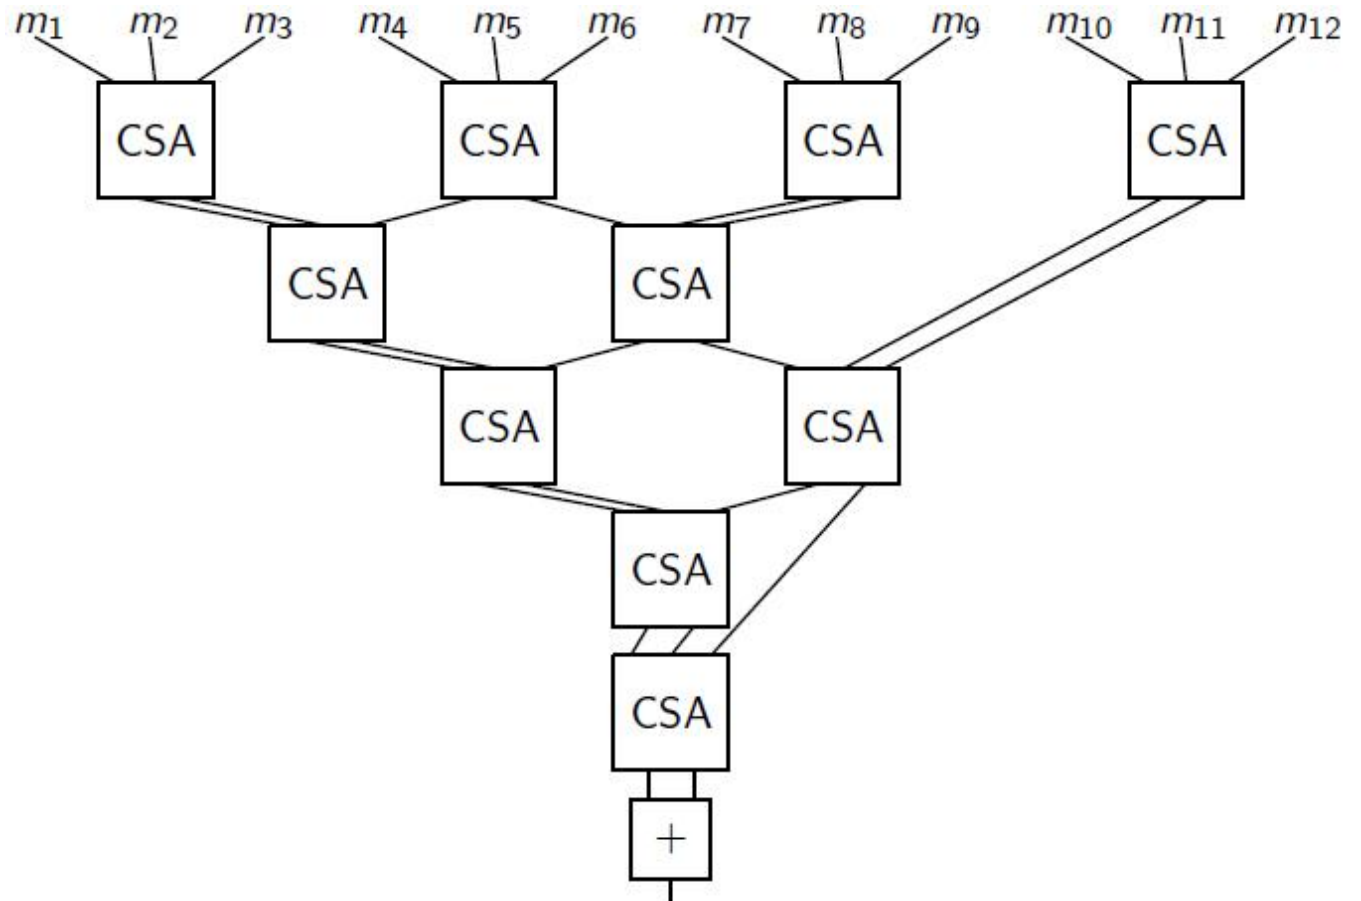 m₁ m₂ m₃ m₄ m₅ m₆ m₇ m₈ m₉ m₁₀ m₁₁ m₁₂
CSA CSA CSA CSA
CSA CSA
CSA CSA
CSA
CSA
+